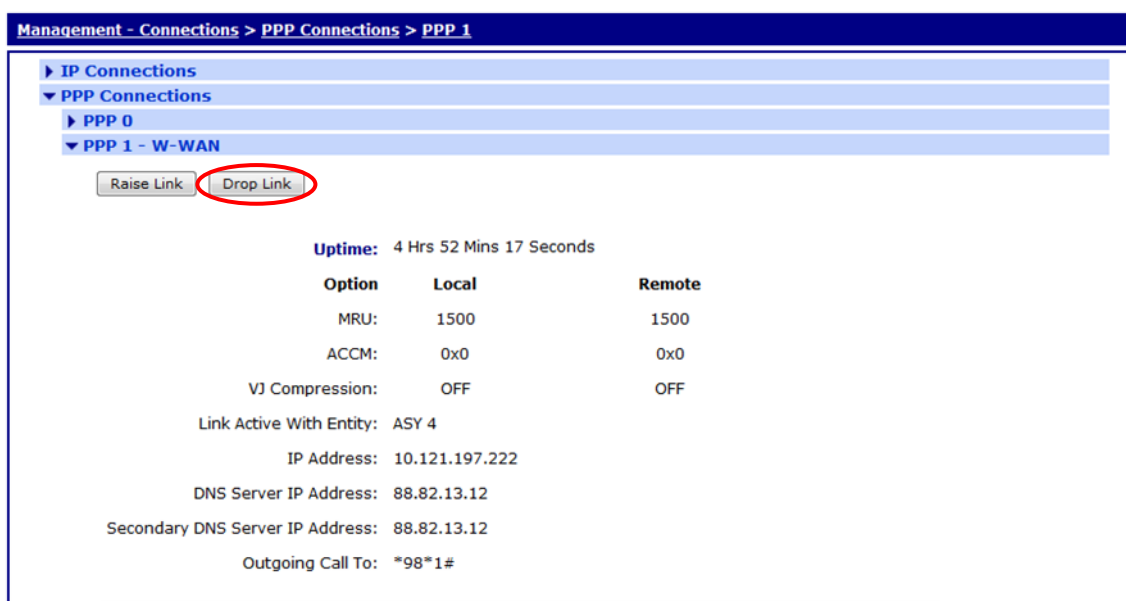 Management - Connections > PPP Connections > PPP 1
IP Connections
PPP Connections
PPP 0
PPP 1 - W-WAN
Raise Link Drop Link
Uptime: 4 Hrs 52 Mins 17 Seconds
Option Local Remote
MRU: 1500 1500
ACCM: 0x0 0x0
VJ Compression: OFF OFF
Link Active With Entity: ASY 4
IP Address: 10.121.197.222
DNS Server IP Address: 88.82.13.12
Secondary DNS Server IP Address: 88.82.13.12
Outgoing Call To: *98*1#